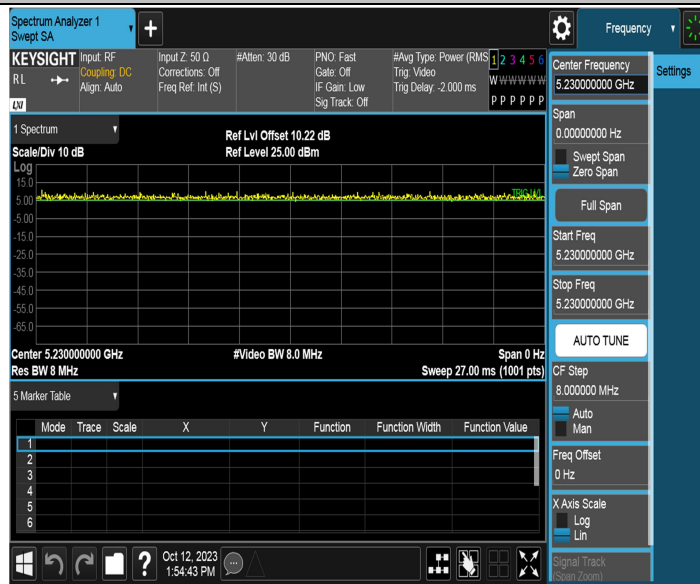 Spectrum Analyzer 1
Swept SA
Frequency
KEYSIGHT
RL
LXI
Input: RF
Coupling: DC
Align: Auto
Input Z: 50 Ω
Corrections: Off
Freq Ref: Int (S)
#Atten: 30 dB
PNO: Fast
Gate: Off
IF Gain: Low
Sig Track: Off
#Avg Type: Power (RMS
Trig: Video
Trig Delay: -2.000 ms
1 2 3 4 5 6
W W W W W W
P P P P P P
1 Spectrum
Scale/Div 10 dB
Ref Lvl Offset 10.22 dB
Ref Level 25.00 dBm
Log
15.0
5.00
-5.00
-15.0
-25.0
-35.0
-45.0
-55.0
-65.0
TRIG LVL
Center 5.230000000 GHz
#Video BW 8.0 MHz
Span 0 Hz
Res BW 8 MHz
Sweep 27.00 ms (1001 pts)
5 Marker Table
Mode Trace Scale X Y Function Function Width Function Value
1
2
3
4
5
6
Oct 12, 2023
1:54:43 PM
?
Center Frequency
5.230000000 GHz
Settings
Span
0.00000000 Hz
Swept Span
Zero Span
Full Span
Start Freq
5.230000000 GHz
Stop Freq
5.230000000 GHz
AUTO TUNE
CF Step
8.000000 MHz
Auto
Man
Freq Offset
0 Hz
X Axis Scale
Log
Lin
Signal Track
(Span Zoom)